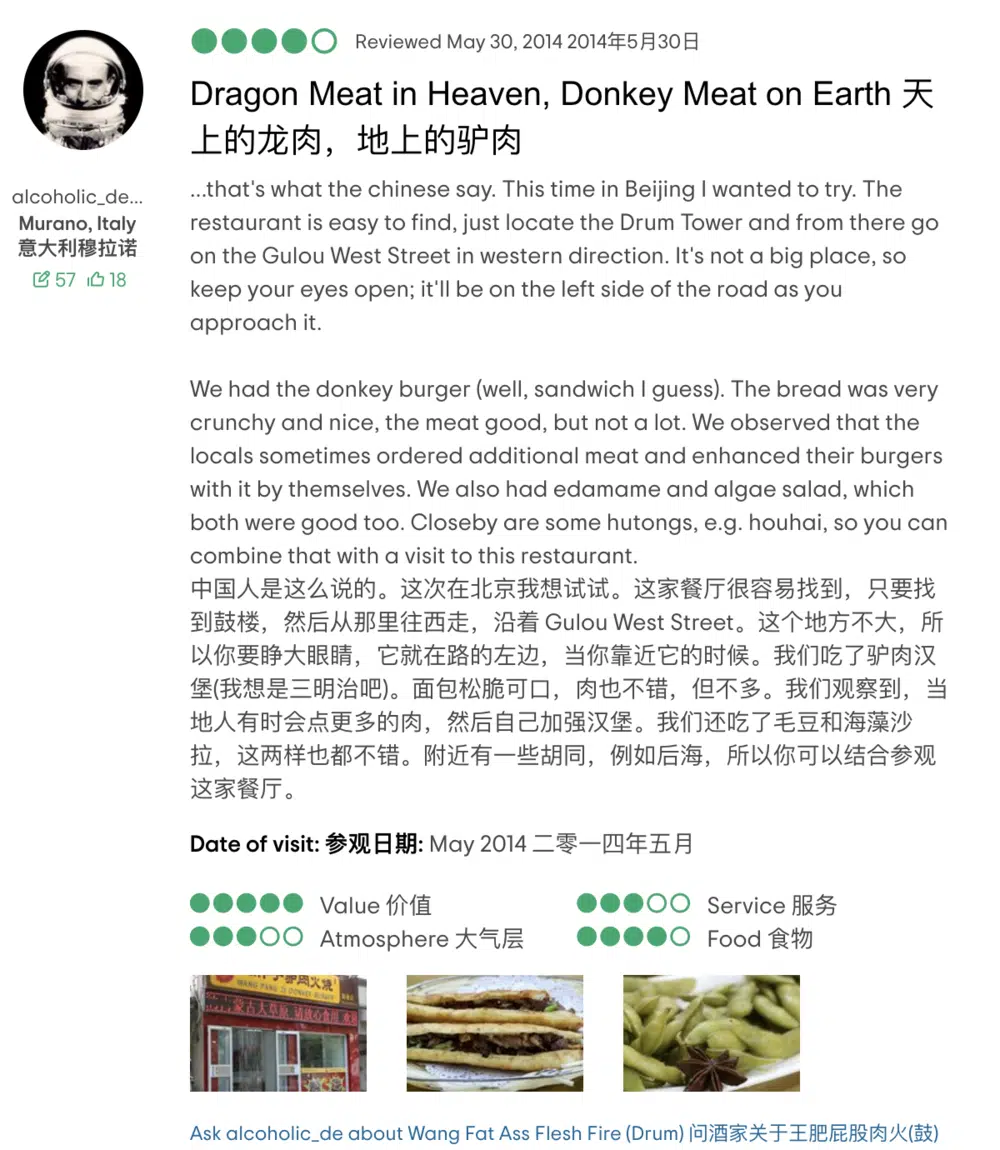 Reviewed May 30, 2014 2014年5月30日
Dragon Meat in Heaven, Donkey Meat on Earth 天
上的龙肉，地上的驴肉
alcoholic_de...
Murano, Italy
意大利穆拉诺
57 18
...that's what the chinese say. This time in Beijing I wanted to try. The
restaurant is easy to find, just locate the Drum Tower and from there go
on the Gulou West Street in western direction. It's not a big place, so
keep your eyes open; it'll be on the left side of the road as you
approach it.
We had the donkey burger (well, sandwich I guess). The bread was very
crunchy and nice, the meat good, but not a lot. We observed that the
locals sometimes ordered additional meat and enhanced their burgers
with it by themselves. We also had edamame and algae salad, which
both were good too. Closeby are some hutongs, e.g. houhai, so you can
combine that with a visit to this restaurant.
中国人是这么说的。这次在北京我想试试。这家餐厅很容易找到，只要找
到鼓楼，然后从那里往西走，沿着 Gulou West Street。这个地方不大，所
以你要睁大眼睛，它就在路的左边，当你靠近它的时候。我们吃了驴肉汉
堡(我想是三明治吧)。面包松脆可口，肉也不错，但不多。我们观察到，当
地人有时会点更多的肉，然后自己加强汉堡。我们还吃了毛豆和海藻沙
拉，这两样也都不错。附近有一些胡同，例如后海，所以你可以结合参观
这家餐厅。
Date of visit: 参观日期: May 2014 二零一四年五月
Value 价值
Service 服务
Atmosphere 大气层
Food 食物
驴肉火烧
WANG PANG ZI DONKEY BURGER
Ask alcoholic_de about Wang Fat Ass Flesh Fire (Drum) 问酒家关于王肥屁股肉火(鼓)